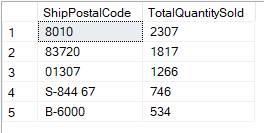 ShipPostalCode TotalQuantitySold
1 8010 2307
2 83720 1817
3 01307 1266
4 S-844 67 746
5 B-6000 534